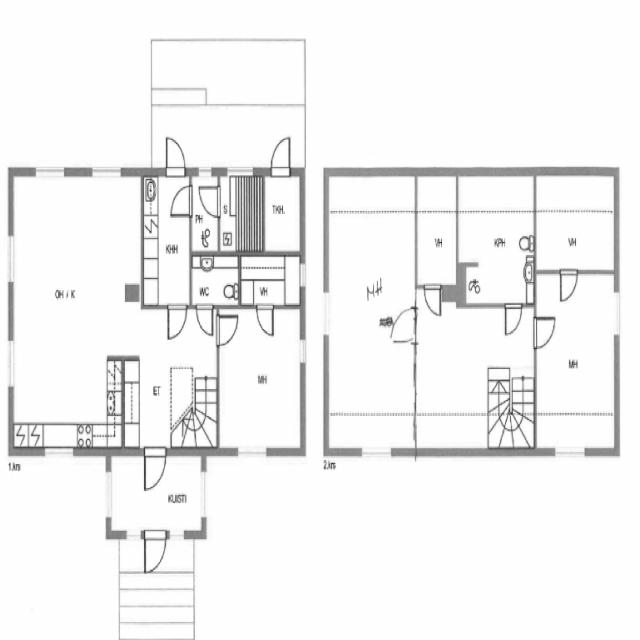 PH
S
TKH.
KHH
OH / K
WC
VH
ET
MH
1.krs
KUISTI
VH
KPH
VH
MH
MH
2.krs